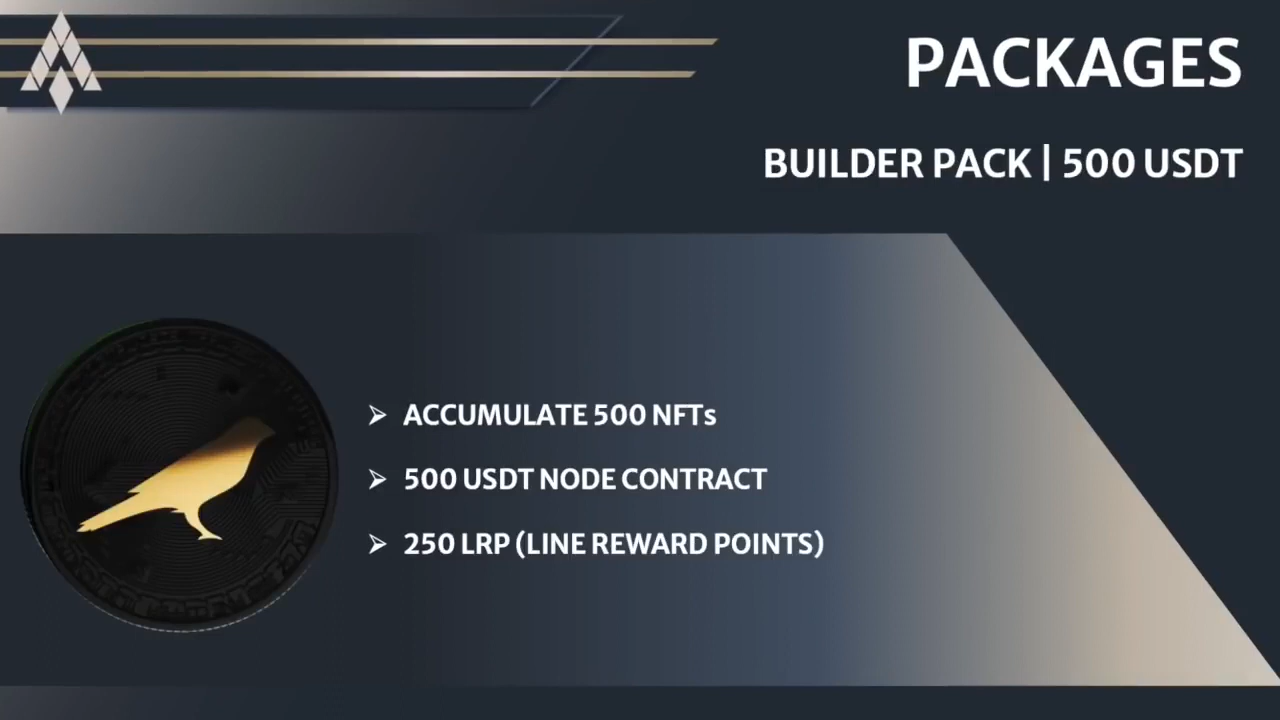 PACKAGES
BUILDER PACK | 500 USDT
➢ ACCUMULATE 500 NFTs
➢ 500 USDT NODE CONTRACT
➢ 250 LRP (LINE REWARD POINTS)